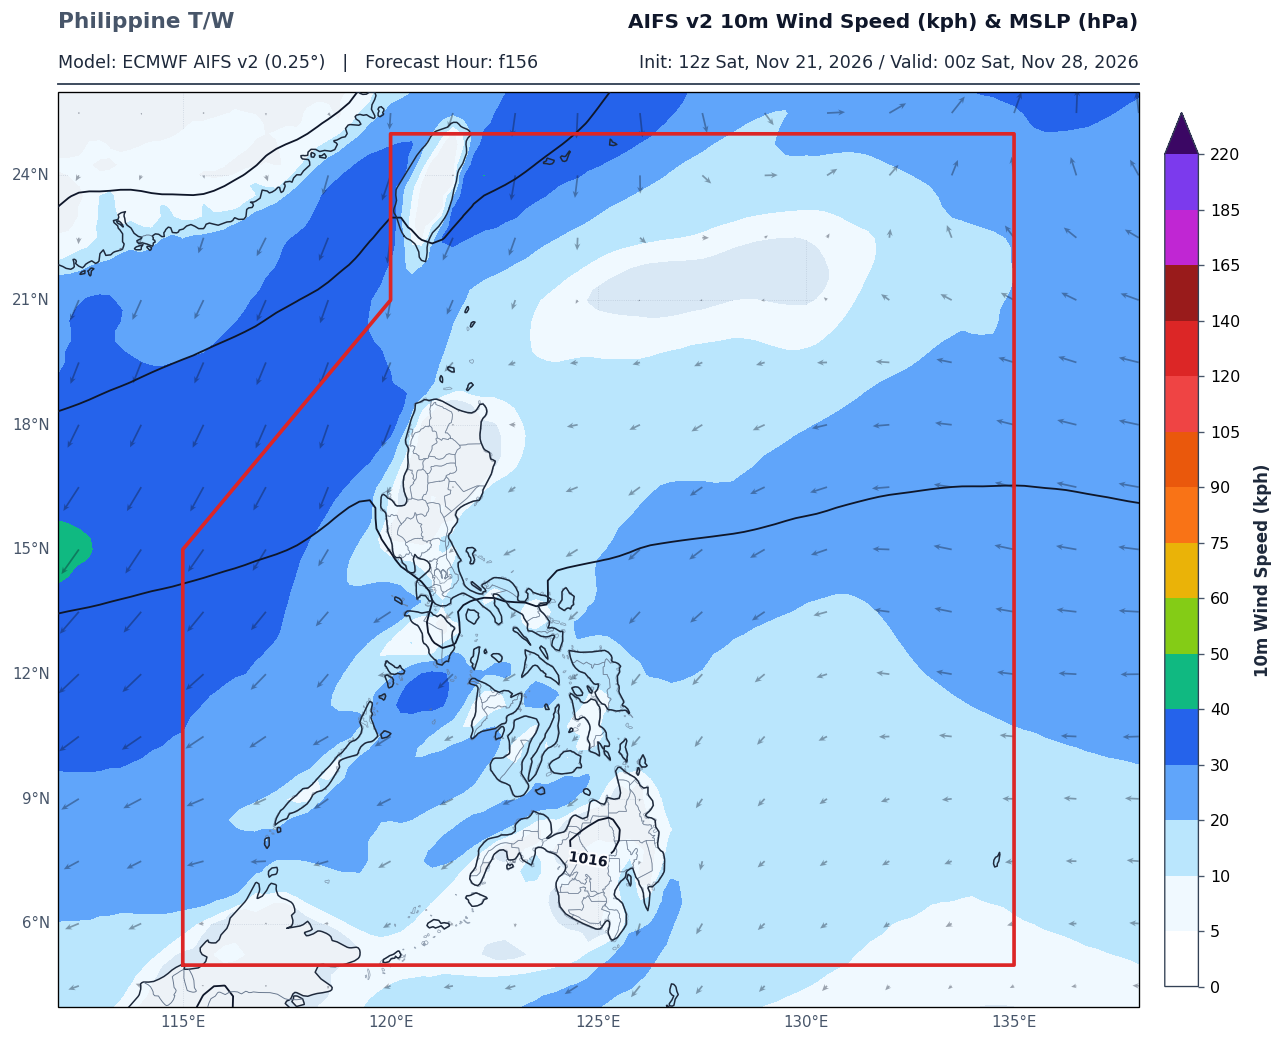 Philippine T/W
AIFS v2 10m Wind Speed (kph) & MSLP (hPa)
Model: ECMWF AIFS v2 (0.25°) | Forecast Hour: f156
Init: 12z Sat, Nov 21, 2026 / Valid: 00z Sat, Nov 28, 2026
24°N
21°N
18°N
15°N
12°N
9°N
6°N
115°E
120°E
125°E
130°E
135°E
1016
220
185
165
140
120
105
90
75
60
50
40
30
20
10
5
0
10m Wind Speed (kph)